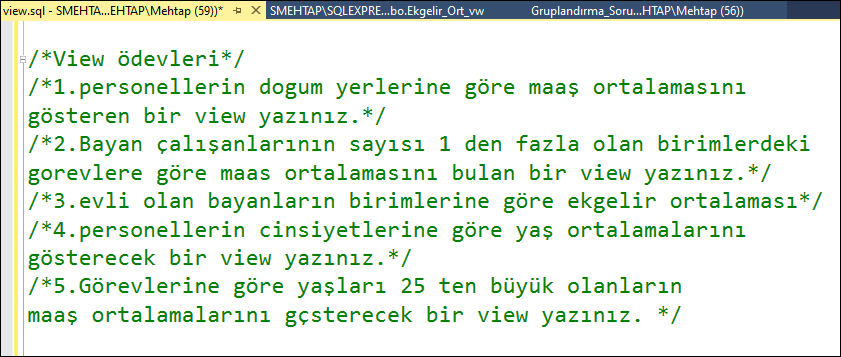 view.sql - SMEHTA...EHTAP\Mehtap (59))* SMEHTAP\SQLEXPRE...bo.Ekgelir_Ort_vw Gruplandırma_Soru...HTAP\Mehtap (56))
/*View ödevleri*/
/*1.personellerin dogum yerlerine göre maaş ortalamasını
gösteren bir view yazınız.*/
/*2.Bayan çalışanlarının sayısı 1 den fazla olan birimlerdeki
gorevlere göre maas ortalamasını bulan bir view yazınız.*/
/*3.evli olan bayanların birimlerine göre ekgelir ortalaması*/
/*4.personellerin cinsiyetlerine göre yaş ortalamalarını
gösterecek bir view yazınız.*/
/*5.Görevlerine göre yaşları 25 ten büyük olanların
maaş ortalamalarını gçsterecek bir view yazınız. */